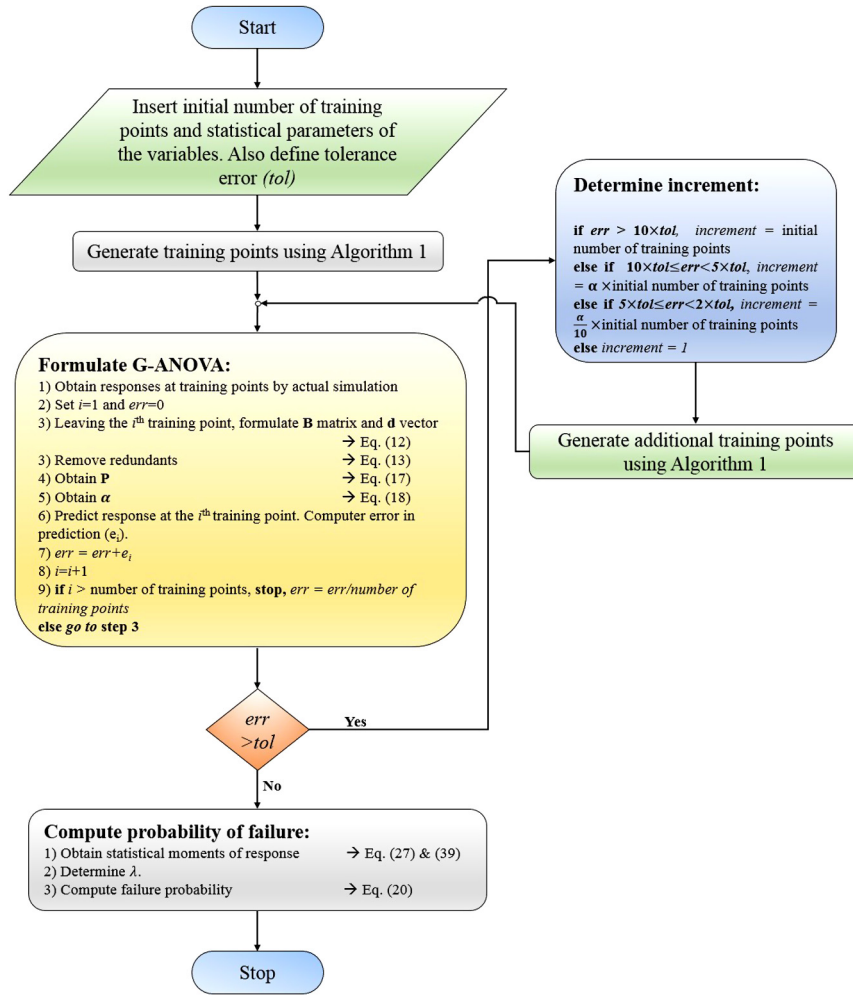 Start
Insert initial number of training
points and statistical parameters of
the variables. Also define tolerance
error (tol)
Generate training points using Algorithm 1
Formulate G-ANOVA:
1) Obtain responses at training points by actual simulation
2) Set i=1 and err=0
3) Leaving the iᵗʰ training point, formulate B matrix and d vector
→ Eq. (12)
3) Remove redundants → Eq. (13)
4) Obtain P → Eq. (17)
5) Obtain α → Eq. (18)
6) Predict response at the iᵗʰ training point. Computer error in
prediction (eᵢ).
7) err = err+eᵢ
8) i=i+1
9) if i > number of training points, stop, err = err/number of
training points
else go to step 3
err
>tol
Yes
No
Determine increment:
if err > 10×tol, increment = initial
number of training points
else if 10×tol≤err<5×tol, increment
= α ×initial number of training points
else if 5×tol≤err<2×tol, increment =
α/10 ×initial number of training points
else increment = 1
Generate additional training points
using Algorithm 1
Compute probability of failure:
1) Obtain statistical moments of response → Eq. (27) & (39)
2) Determine λ.
3) Compute failure probability → Eq. (20)
Stop